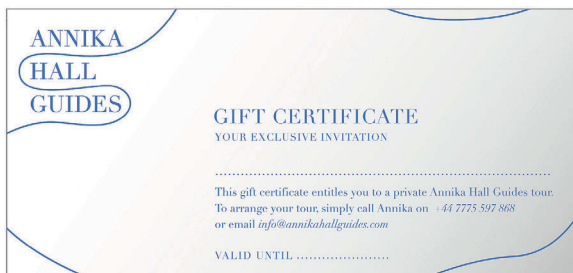 ANNIKA
HALL
GUIDES
GIFT CERTIFICATE
YOUR EXCLUSIVE INVITATION
................................................................................
This gift certificate entitles you to a private Annika Hall Guides tour.
To arrange your tour, simply call Annika on +44 7775 597 868
or email info@annikahallguides.com
VALID UNTIL ......................